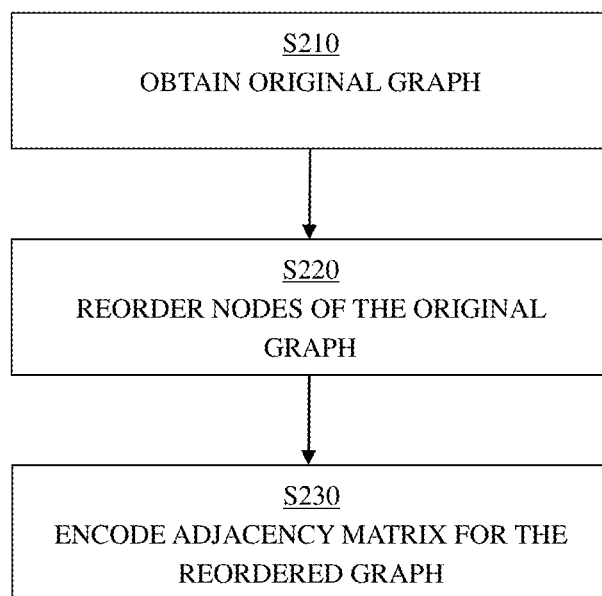 S210
OBTAIN ORIGINAL GRAPH
S220
REORDER NODES OF THE ORIGINAL
GRAPH
S230
ENCODE ADJACENCY MATRIX FOR THE
REORDERED GRAPH